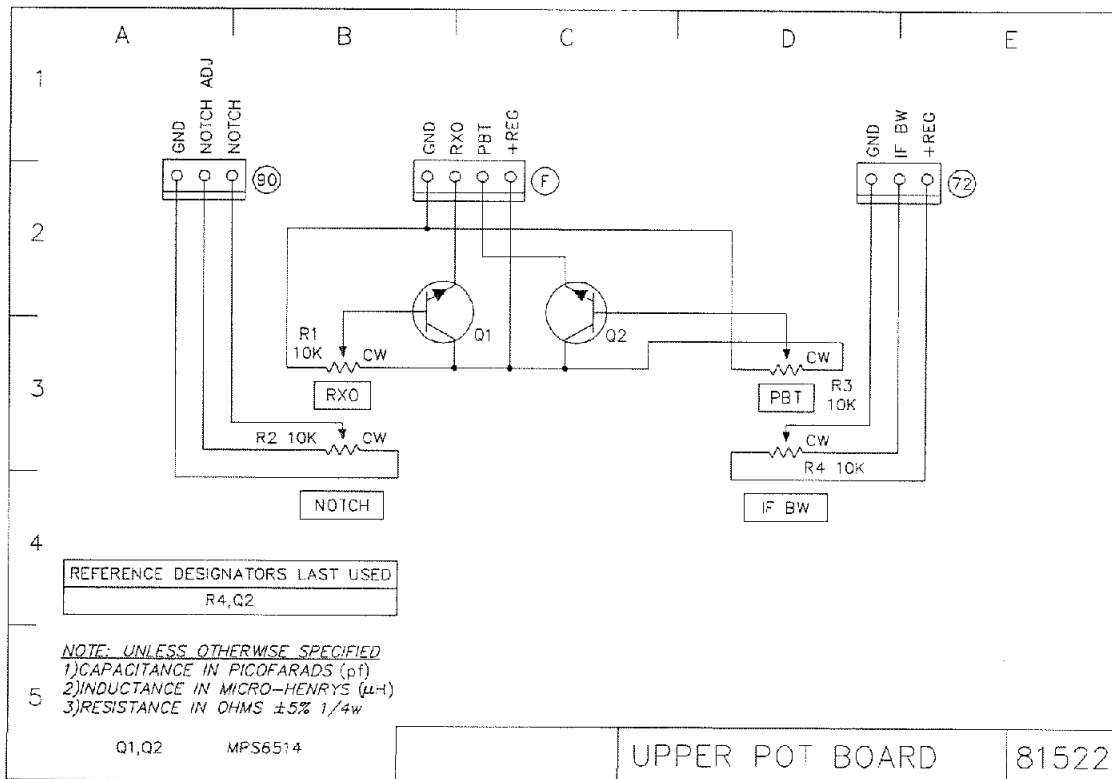 A B C D E
1
GND
NOTCH ADJ
NOTCH
90
GND
RXO
PBT
+REG
F
GND
IF BW
+REG
72
2
Q1
Q2
3
R1
10K
CW
RXO
CW
PBT
R3
10K
R2 10K
CW
NOTCH
CW
R4 10K
IF BW
4
REFERENCE DESIGNATORS LAST USED
R4,Q2
5
NOTE: UNLESS OTHERWISE SPECIFIED
1)CAPACITANCE IN PICOFARADS (pf)
2)INDUCTANCE IN MICRO-HENRYS (μH)
3)RESISTANCE IN OHMS ±5% 1/4w
Q1,Q2 MPS6514
UPPER POT BOARD
81522